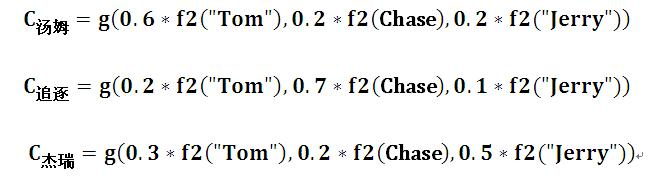 C汤姆 = g(0.6 * f2("Tom"), 0.2 * f2(Chase), 0.2 * f2("Jerry"))
C追逐 = g(0.2 * f2("Tom"), 0.7 * f2(Chase), 0.1 * f2("Jerry"))
C杰瑞 = g(0.3 * f2("Tom"), 0.2 * f2(Chase), 0.5 * f2("Jerry"))↵